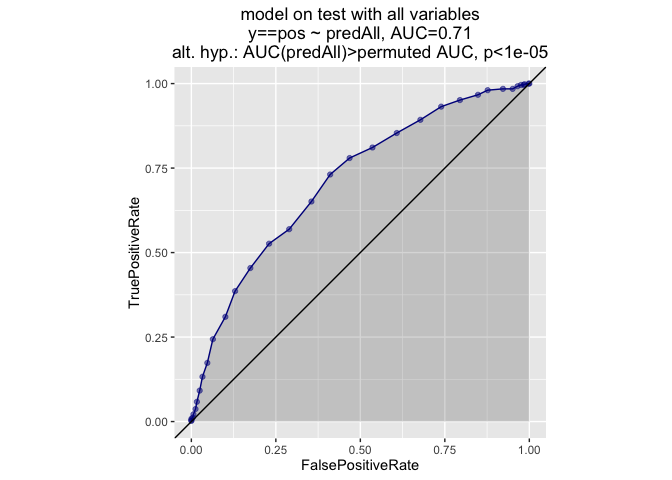 model on test with all variables
y==pos ~ predAll, AUC=0.71
alt. hyp.: AUC(predAll)>permuted AUC, p<1e-05
1.00
0.75
0.50
0.25
0.00
TruePositiveRate
0.00 0.25 0.50 0.75 1.00
FalsePositiveRate